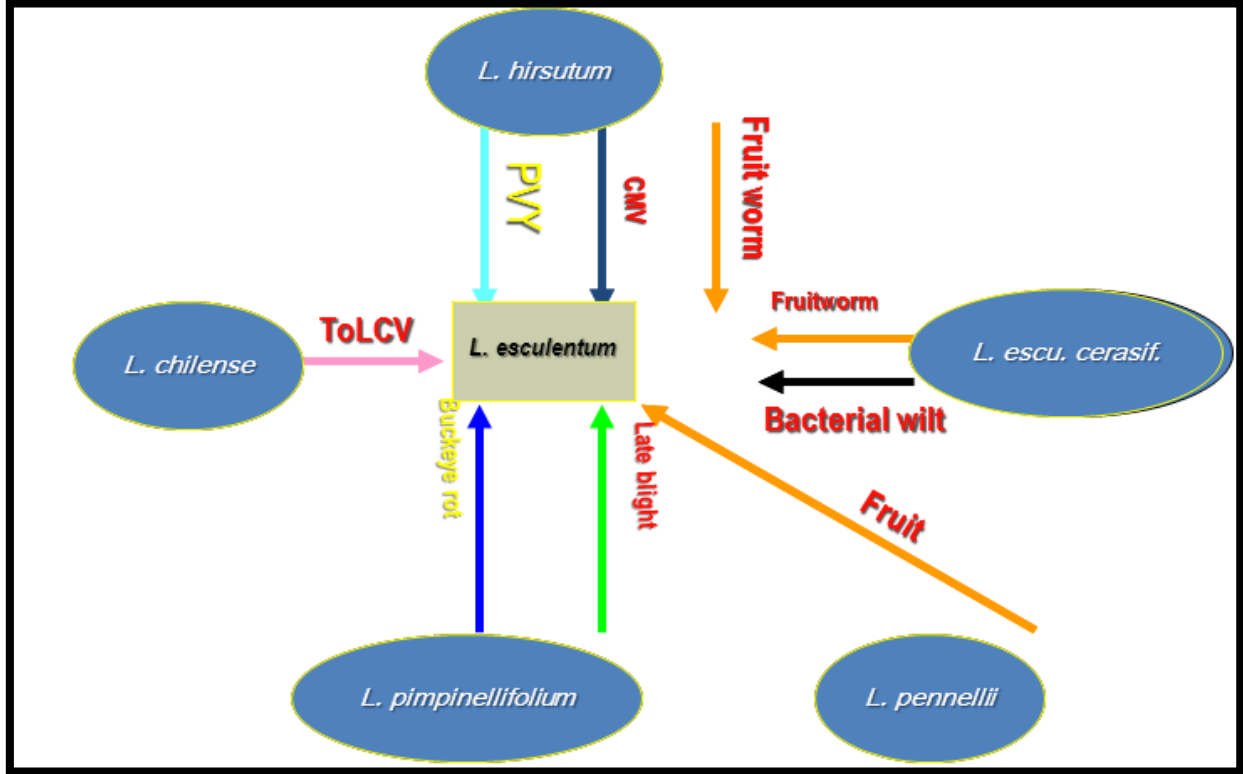 L. hirsutum
PVY
CMV
Fruit worm
Fruitworm
ToLCV
L. esculentum
L. chilense
L. escu. cerasif.
Bacterial wilt
Buckeye rot
Late blight
Fruit
L. pimpinellifolium
L. pennellii